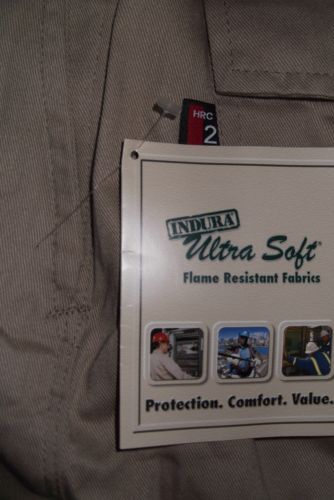 HRC
2
INDURA®
Ultra Soft®
Flame Resistant Fabrics
Protection. Comfort. Value.